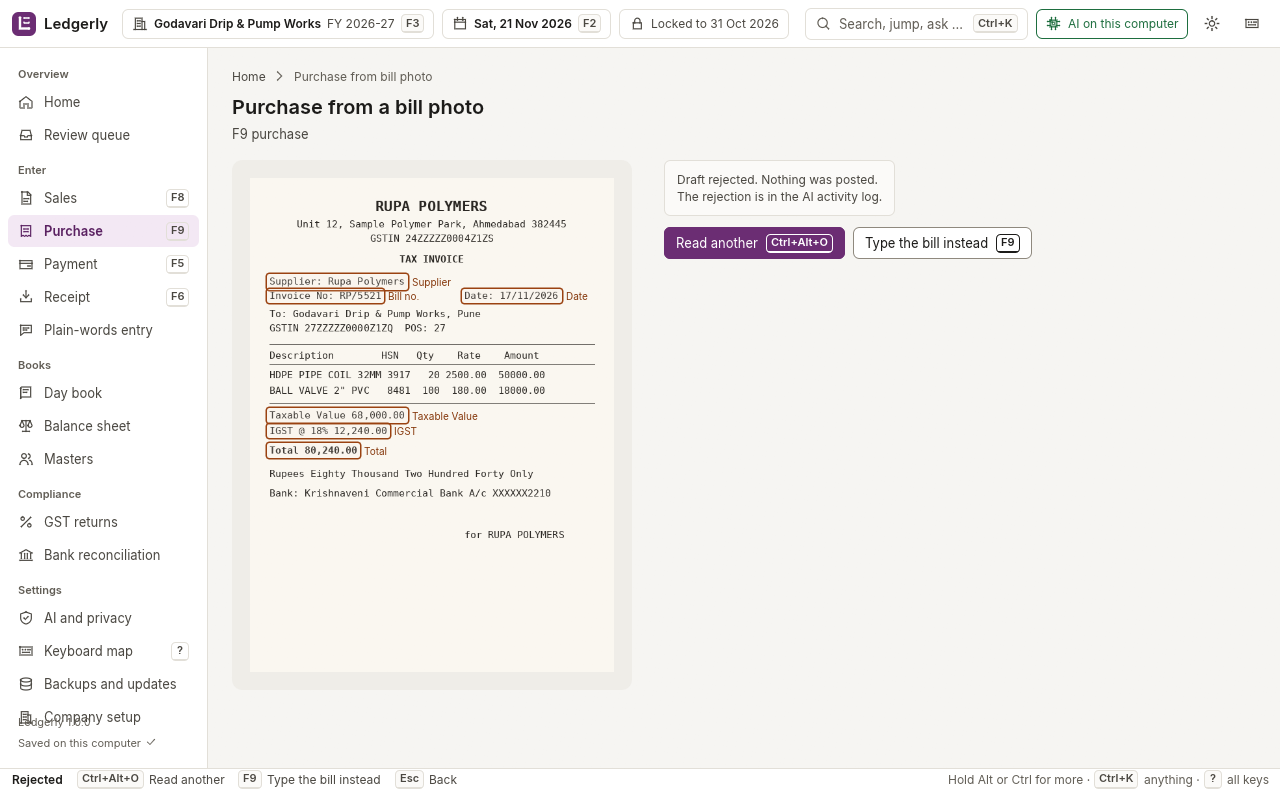 Ledgerly
Godavari Drip & Pump Works FY 2026-27 F3
Sat, 21 Nov 2026 F2
Locked to 31 Oct 2026
Search, jump, ask ... Ctrl+K
AI on this computer
Overview
Home
Review queue
Enter
Sales F8
Purchase F9
Payment F5
Receipt F6
Plain-words entry
Books
Day book
Balance sheet
Masters
Compliance
GST returns
Bank reconciliation
Settings
AI and privacy
Keyboard map ?
Backups and updates
Company setup
Ledgerly 1.0.0
Saved on this computer
Home > Purchase from bill photo
Purchase from a bill photo
F9 purchase
RUPA POLYMERS
Unit 12, Sample Polymer Park, Ahmedabad 382445
GSTIN 24ZZZZZ0004Z1ZS
TAX INVOICE
Supplier: Rupa Polymers Supplier
Invoice No: RP/5521 Bill no. Date: 17/11/2026 Date
To: Godavari Drip & Pump Works, Pune
GSTIN 27ZZZZZ0000Z1ZQ POS: 27
Description HSN Qty Rate Amount
HDPE PIPE COIL 32MM 3917 20 2500.00 50000.00
BALL VALVE 2" PVC 8481 100 180.00 18000.00
Taxable Value 68,000.00 Taxable Value
IGST @ 18% 12,240.00 IGST
Total 80,240.00 Total
Rupees Eighty Thousand Two Hundred Forty Only
Bank: Krishnaveni Commercial Bank A/c XXXXXX2210
for RUPA POLYMERS
Draft rejected. Nothing was posted.
The rejection is in the AI activity log.
Read another Ctrl+Alt+O
Type the bill instead F9
Rejected Ctrl+Alt+O Read another F9 Type the bill instead Esc Back
Hold Alt or Ctrl for more · Ctrl+K anything · ? all keys